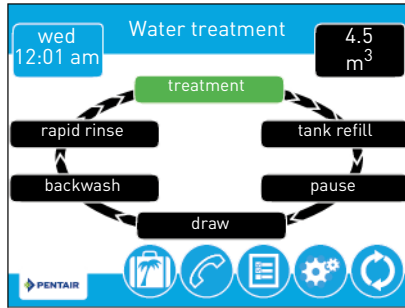 wed
12:01 am
Water treatment
4.5
m³
treatment
rapid rinse
tank refill
backwash
pause
draw
PENTAIR